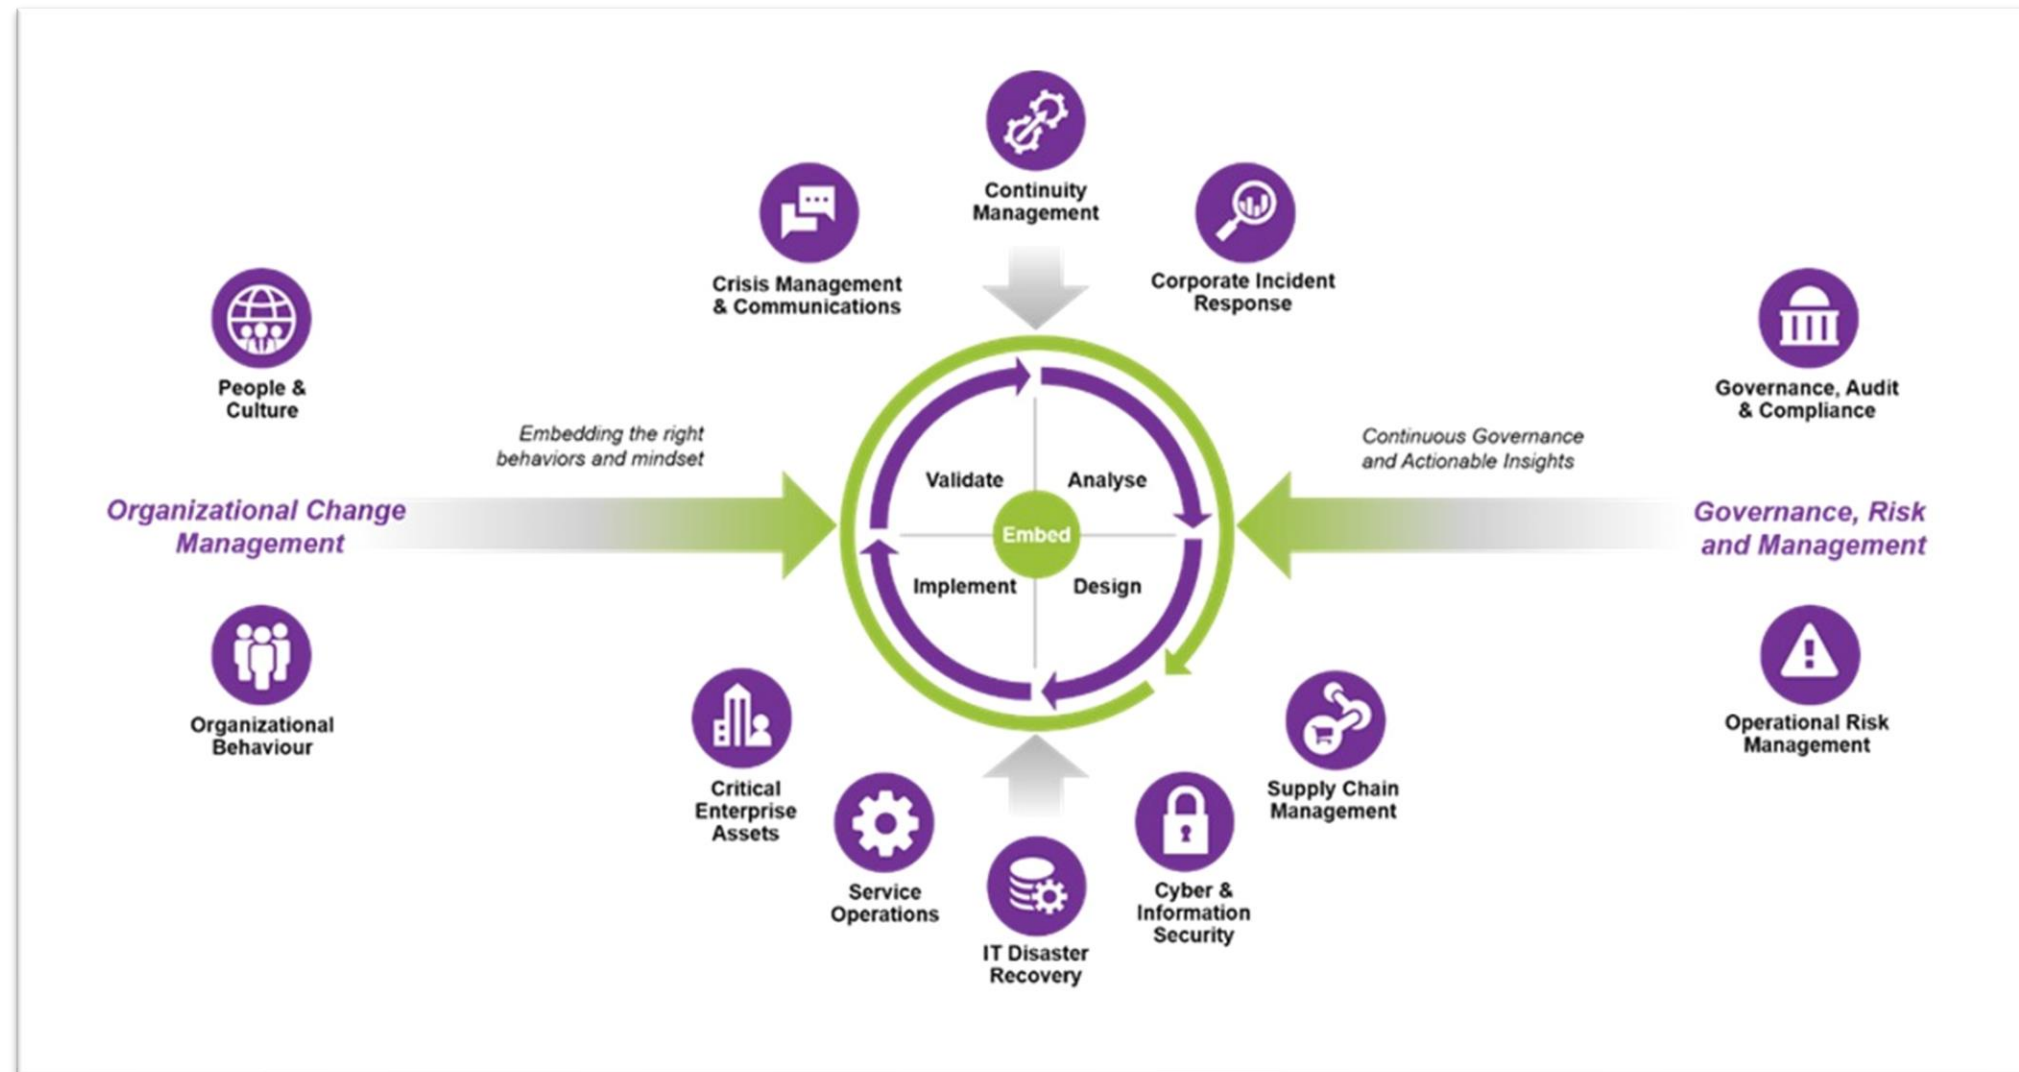 Continuity
Management
Crisis Management
& Communications
Corporate Incident
Response
People &
Culture
Governance, Audit
& Compliance
Embedding the right
behaviors and mindset
Continuous Governance
and Actionable Insights
Organizational Change
Management
Validate
Analyse
Embed
Implement
Design
Governance, Risk
and Management
Organizational
Behaviour
Operational Risk
Management
Critical
Enterprise
Assets
Service
Operations
IT Disaster
Recovery
Cyber &
Information
Security
Supply Chain
Management